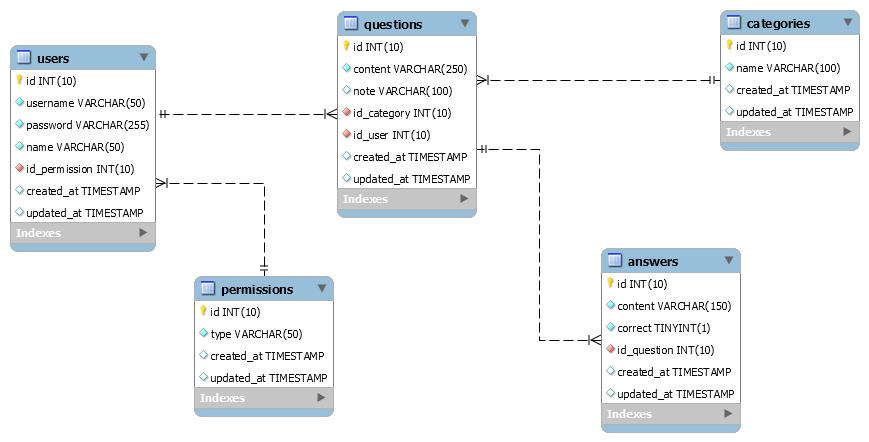 users
id INT(10)
username VARCHAR(50)
password VARCHAR(255)
name VARCHAR(50)
id_permission INT(10)
created_at TIMESTAMP
updated_at TIMESTAMP
Indexes
questions
id INT(10)
content VARCHAR(250)
note VARCHAR(100)
id_category INT(10)
id_user INT(10)
created_at TIMESTAMP
updated_at TIMESTAMP
Indexes
categories
id INT(10)
name VARCHAR(100)
created_at TIMESTAMP
updated_at TIMESTAMP
Indexes
permissions
id INT(10)
type VARCHAR(50)
created_at TIMESTAMP
updated_at TIMESTAMP
Indexes
answers
id INT(10)
content VARCHAR(150)
correct TINYINT(1)
id_question INT(10)
created_at TIMESTAMP
updated_at TIMESTAMP
Indexes